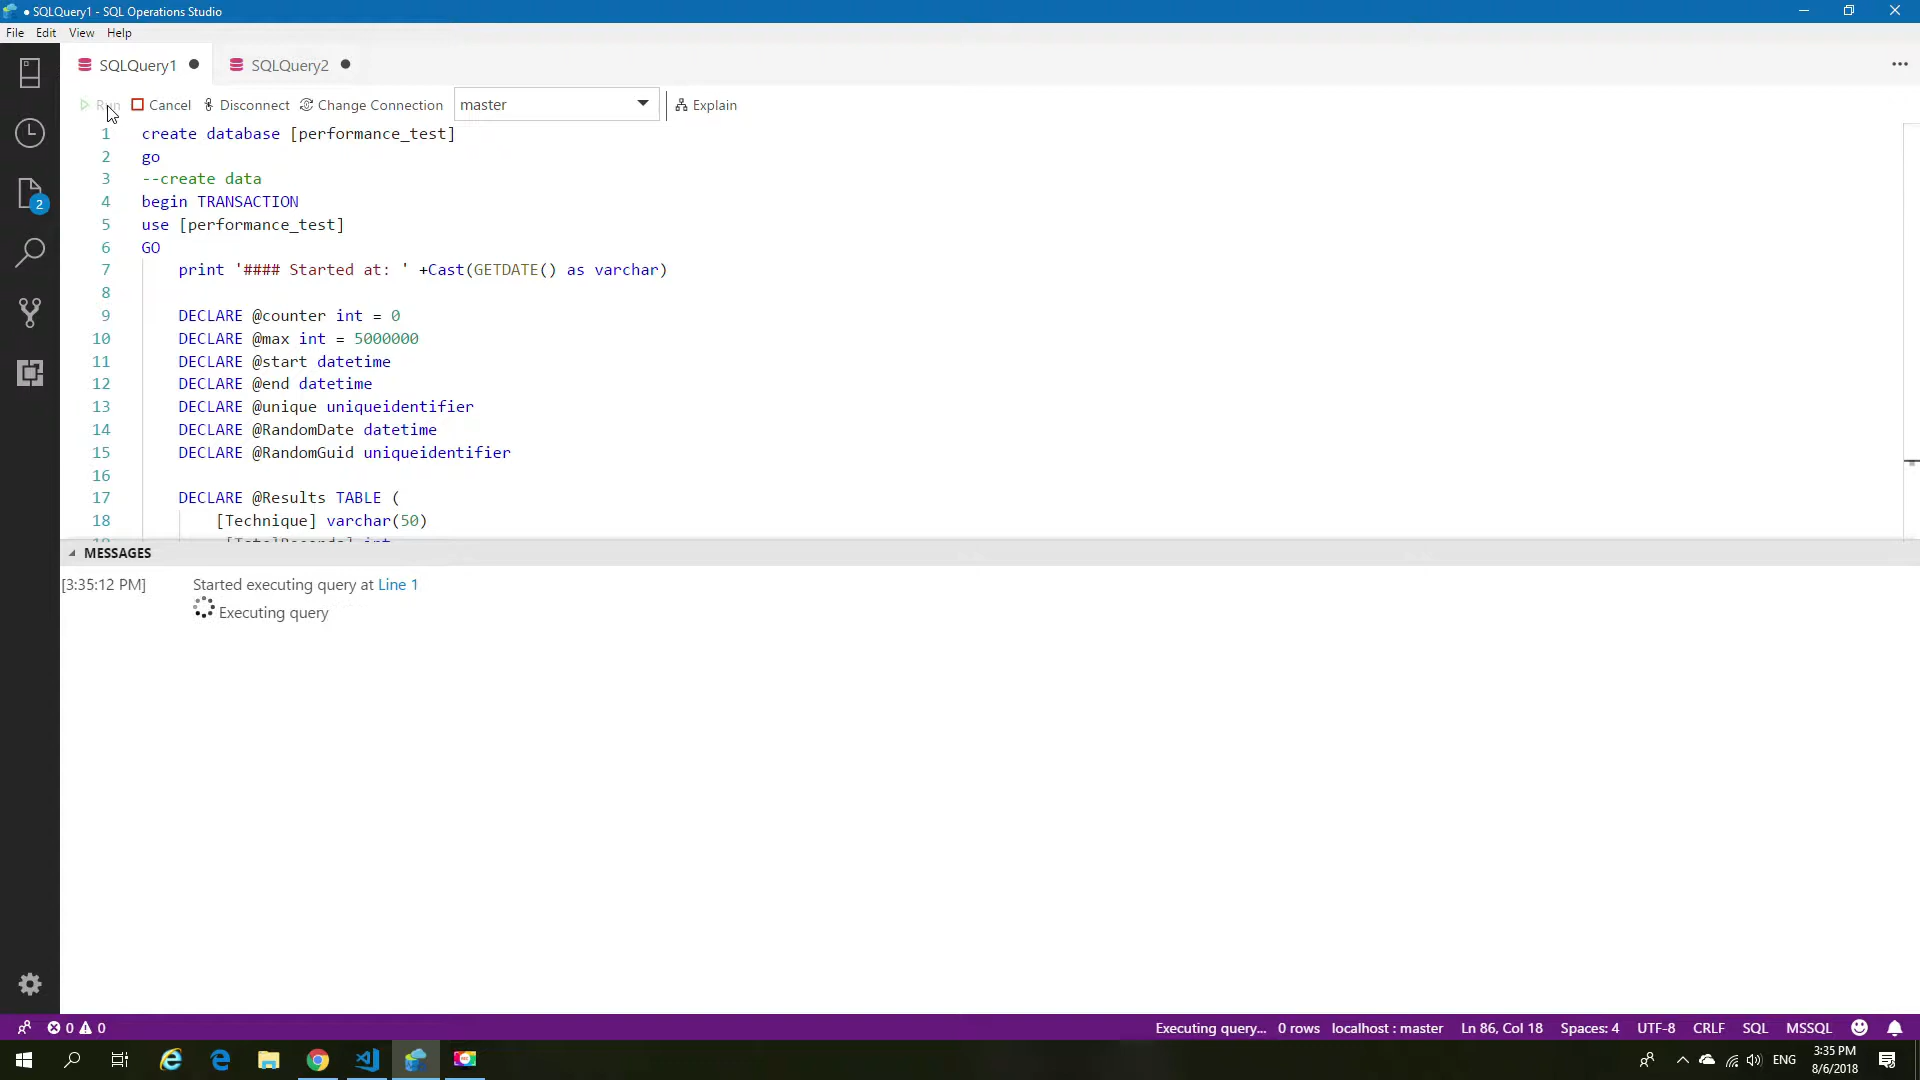 ● SQLQuery1 - SQL Operations Studio
File Edit View Help
SQLQuery1 ● SQLQuery2 ●
Run Cancel Disconnect Change Connection master Explain
1 create database [performance_test]
2 go
3 --create data
4 begin TRANSACTION
5 use [performance_test]
6 GO
7 print '#### Started at: ' +Cast(GETDATE() as varchar)
8
9 DECLARE @counter int = 0
10 DECLARE @max int = 5000000
11 DECLARE @start datetime
12 DECLARE @end datetime
13 DECLARE @unique uniqueidentifier
14 DECLARE @RandomDate datetime
15 DECLARE @RandomGuid uniqueidentifier
16
17 DECLARE @Results TABLE (
18 [Technique] varchar(50)
2
MESSAGES
[3:35:12 PM] Started executing query at Line 1
Executing query
0 0 Executing query... 0 rows localhost : master Ln 86, Col 18 Spaces: 4 UTF-8 CRLF SQL MSSQL
ENG 3:35 PM
8/6/2018